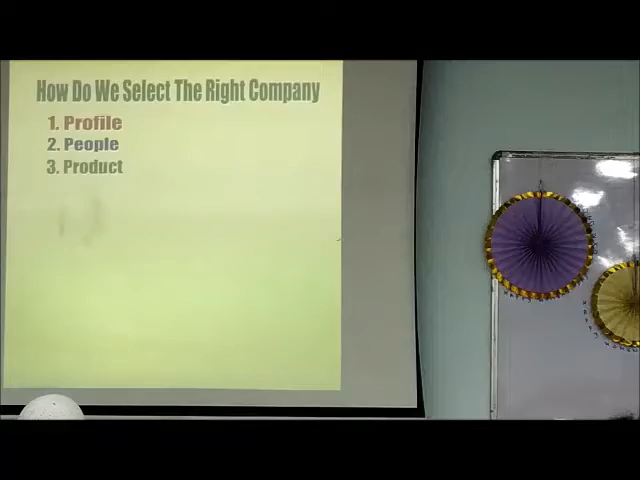 How Do We Select The Right Company
1. Profile
2. People
3. Product